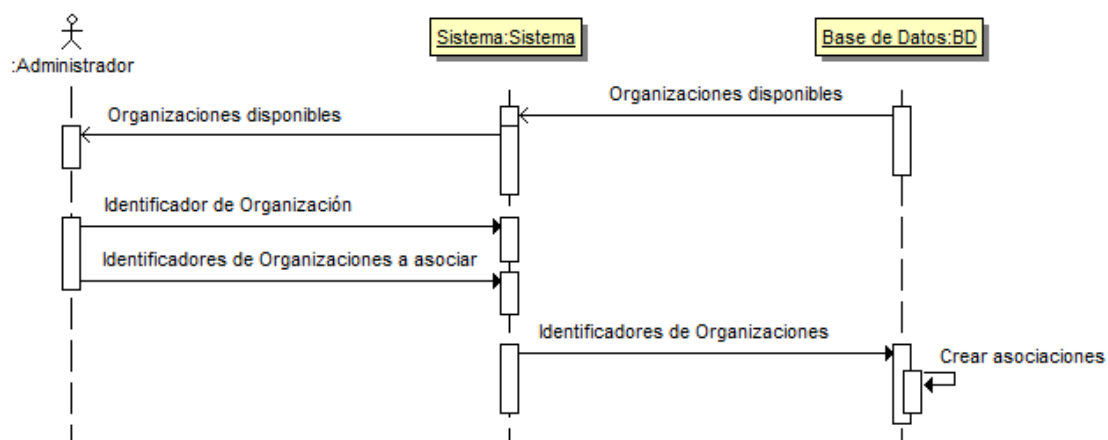 Sistema:Sistema
Base de Datos:BD
:Administrador
Organizaciones disponibles
Organizaciones disponibles
Identificador de Organización
Identificadores de Organizaciones a asociar
Identificadores de Organizaciones
Crear asociaciones